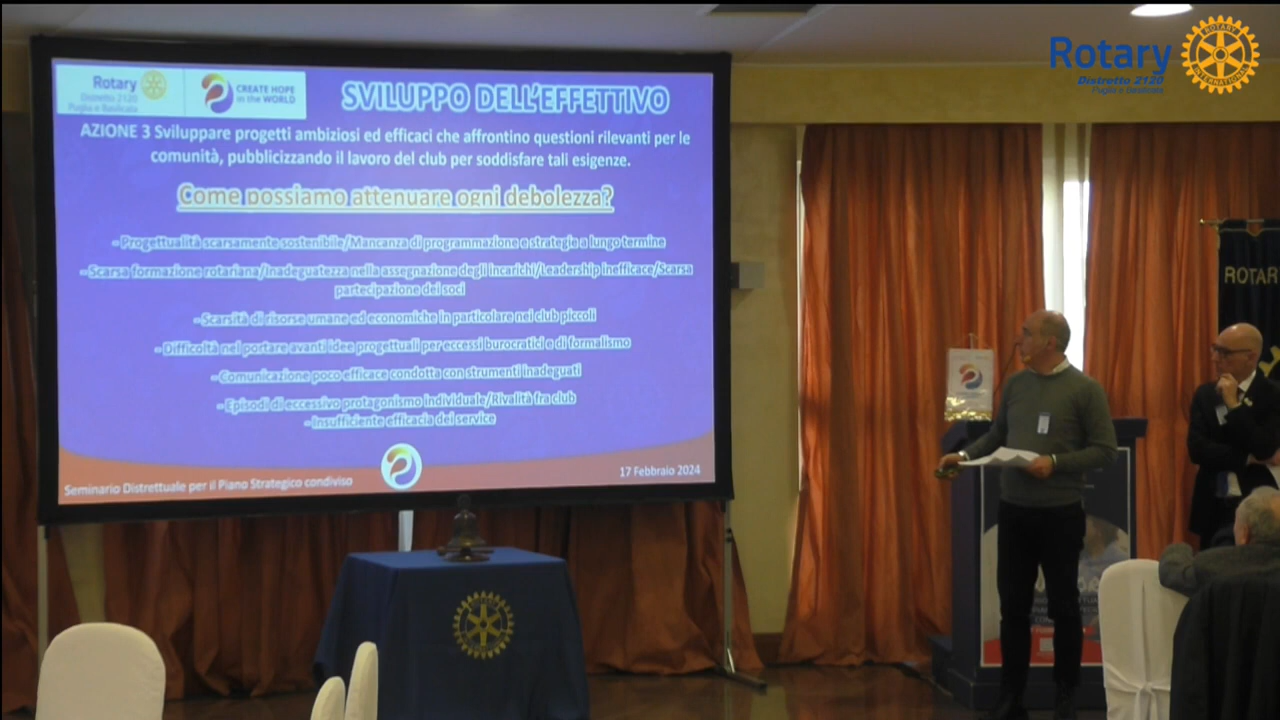 Rotary
Distretto 2120
Puglia e Basilicata
ROTARY
INTERNATIONAL
Rotary
Distretto 2120
Puglia e Basilicata
CREATE HOPE
in the WORLD
SVILUPPO DELL'EFFETTIVO
AZIONE 3 Sviluppare progetti ambiziosi ed efficaci che affrontino questioni rilevanti per le
comunità, pubblicizzando il lavoro del club per soddisfare tali esigenze.
Come possiamo attenuare ogni debolezza?
- Progettualità scarsamente sostenibile/Mancanza di programmazione e strategie a lungo termine
- Scarsa formazione rotariana/Inadeguatezza nella assegnazione degli incarichi/Leadership inefficace/Scarsa
partecipazione dei soci
- Scarsità di risorse umane ed economiche in particolare nei club piccoli
- Difficoltà nel portare avanti idee progettuali per eccessi burocratici e di formalismo
- Comunicazione poco efficace condotta con strumenti inadeguati
- Episodi di eccessivo protagonismo individuale/Rivalità fra club
- Insufficiente efficacia dei service
Seminario Distrettuale per il Piano Strategico condiviso
17 Febbraio 2024
ROTAR